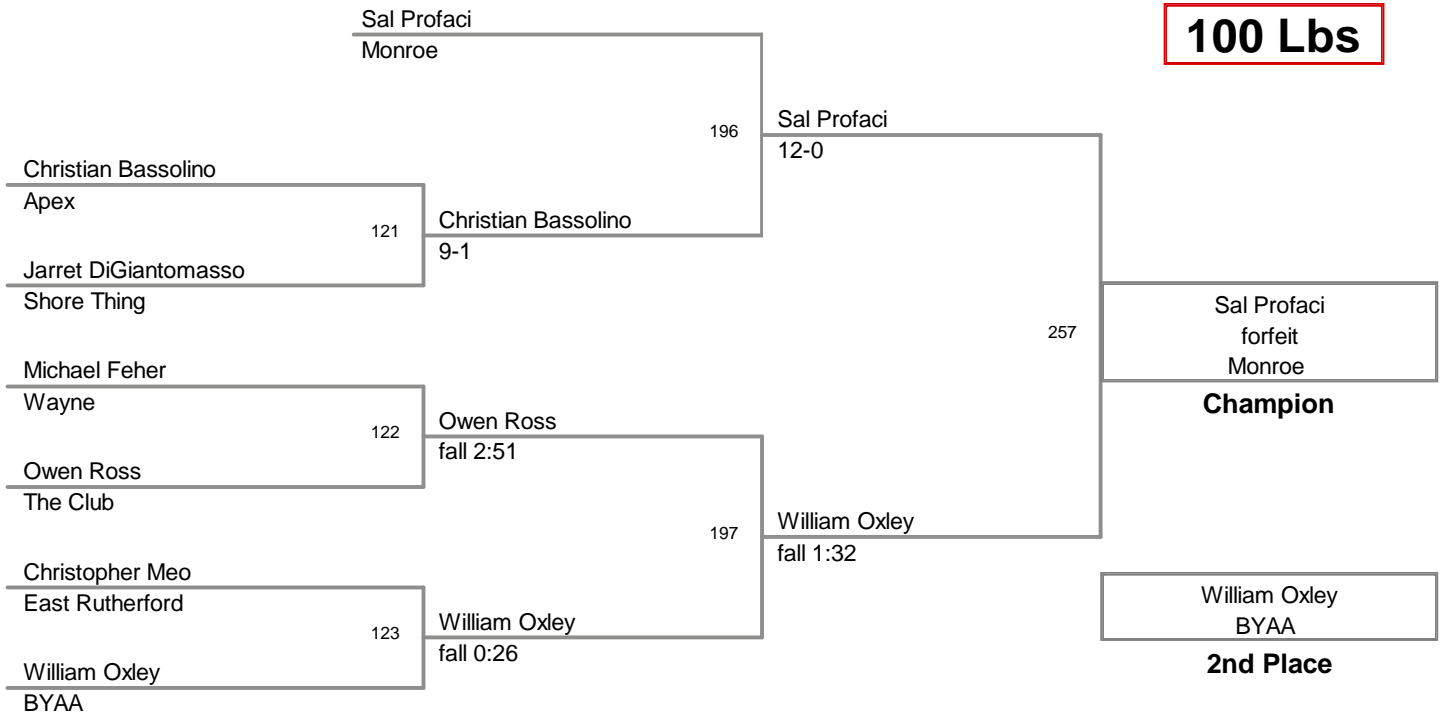 Sal Profaci
Monroe
100 Lbs
196
Sal Profaci
12-0
Christian Bassolino
Apex
121
Christian Bassolino
9-1
Jarret DiGiantomasso
Shore Thing
257
Sal Profaci
forfeit
Monroe
Champion
Michael Feher
Wayne
122
Owen Ross
fall 2:51
Owen Ross
The Club
197
William Oxley
fall 1:32
Christopher Meo
East Rutherford
123
William Oxley
fall 0:26
William Oxley
BYAA
William Oxley
BYAA
2nd Place